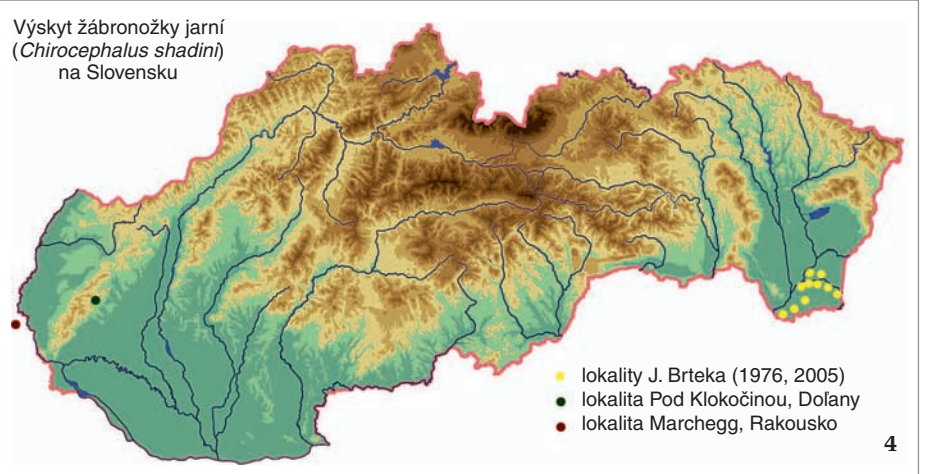 Výskyt žábronožky jarní
(Chirocephalus shadini)
na Slovensku
lokality J. Brteka (1976, 2005)
lokalita Pod Klokočinou, Doľany
lokalita Marchegg, Rakousko
4